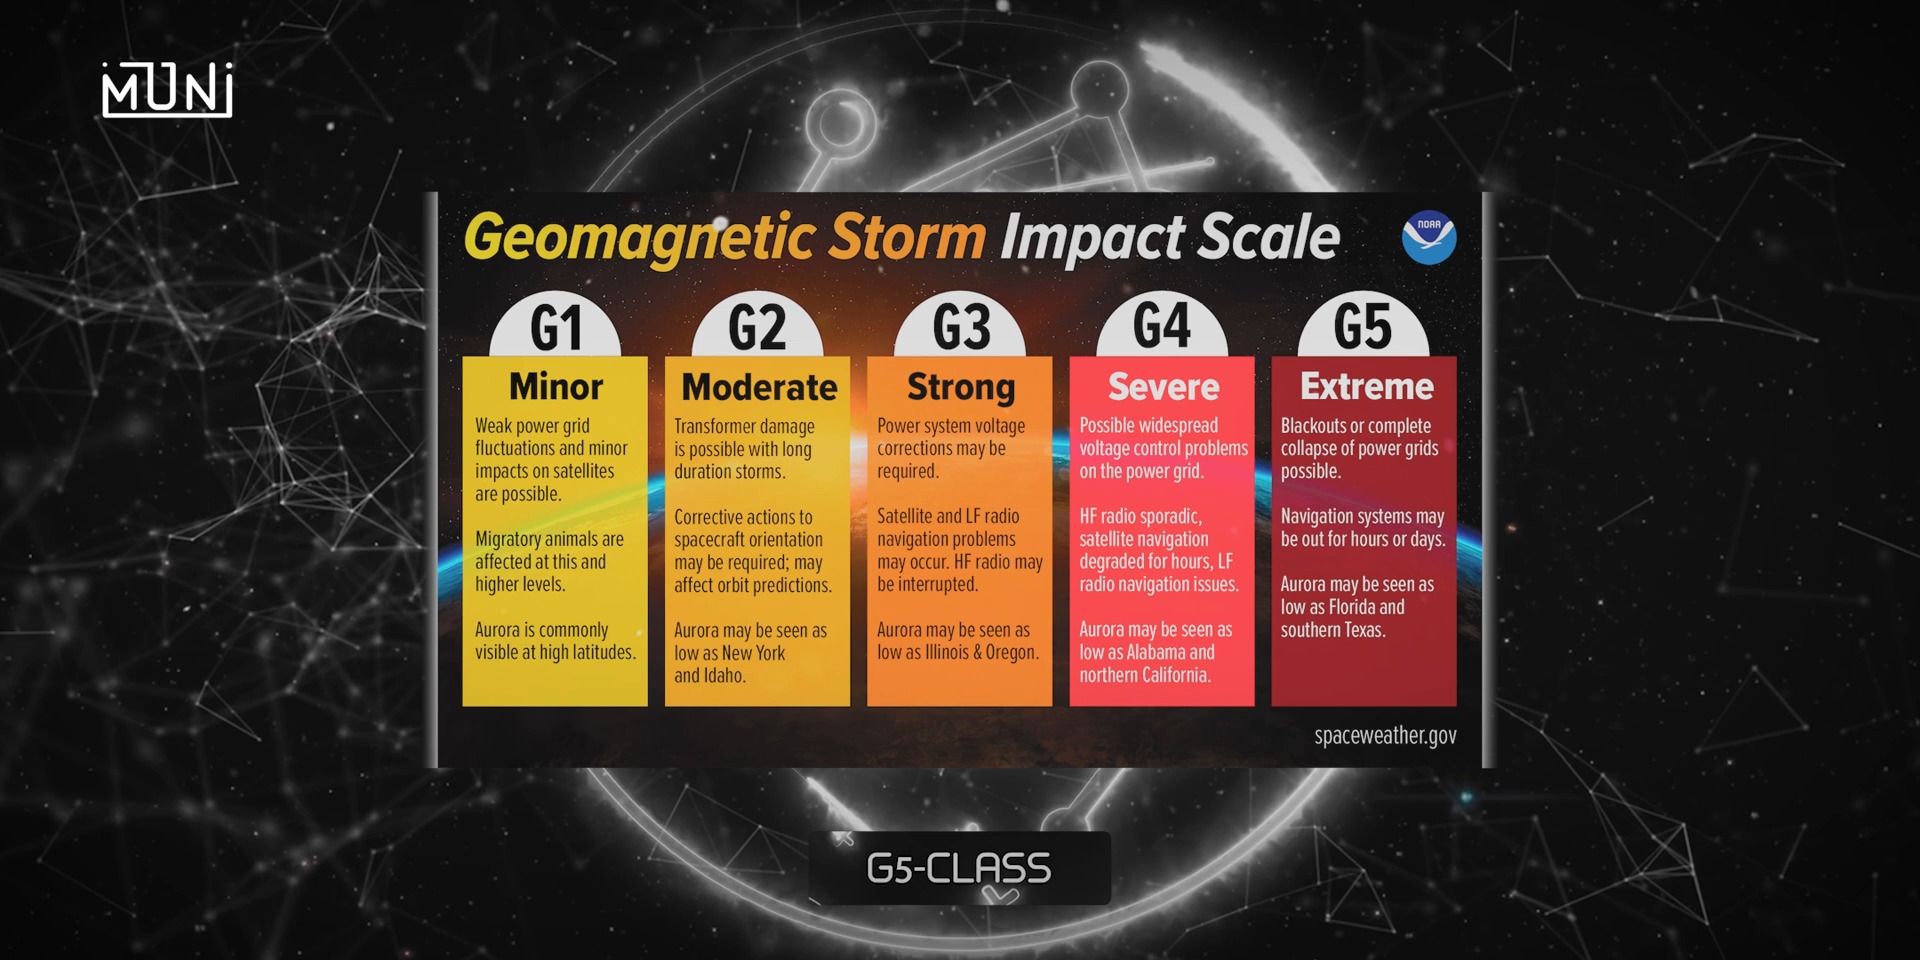 MUNI
Geomagnetic Storm Impact Scale
NOAA
G1
Minor
Weak power grid
fluctuations and minor
impacts on satellites
are possible.
Migratory animals are
affected at this and
higher levels.
Aurora is commonly
visible at high latitudes.
G2
Moderate
Transformer damage
is possible with long
duration storms.
Corrective actions to
spacecraft orientation
may be required; may
affect orbit predictions.
Aurora may be seen as
low as New York
and Idaho.
G3
Strong
Power system voltage
corrections may be
required.
Satellite and LF radio
navigation problems
may occur. HF radio may
be interrupted.
Aurora may be seen as
low as Illinois & Oregon.
G4
Severe
Possible widespread
voltage control problems
on the power grid.
HF radio sporadic,
satellite navigation
degraded for hours, LF
radio navigation issues.
Aurora may be seen as
low as Alabama and
northern California.
G5
Extreme
Blackouts or complete
collapse of power grids
possible.
Navigation systems may
be out for hours or days.
Aurora may be seen as
low as Florida and
southern Texas.
spaceweather.gov
G5-CLASS